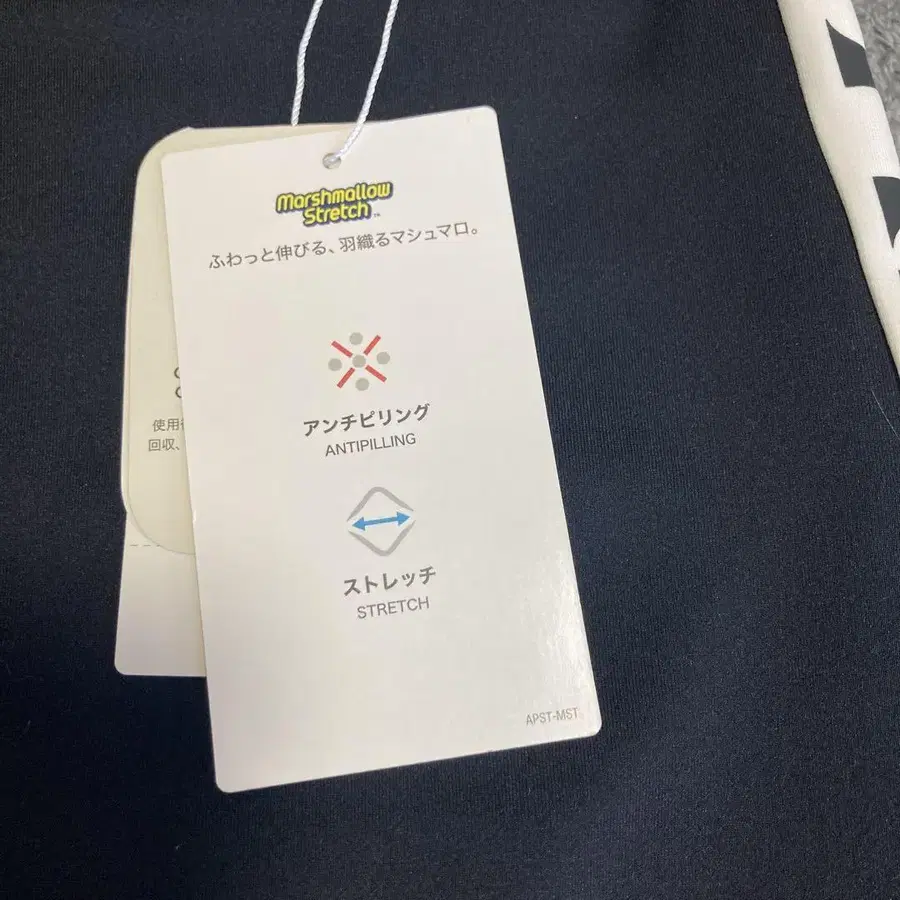 Marshmallow
Stretch™
ふわっと伸びる、羽織るマシュマロ。
アンチピリング
ANTIPILLING
ストレッチ
STRETCH
APST-MST
使用
回収、